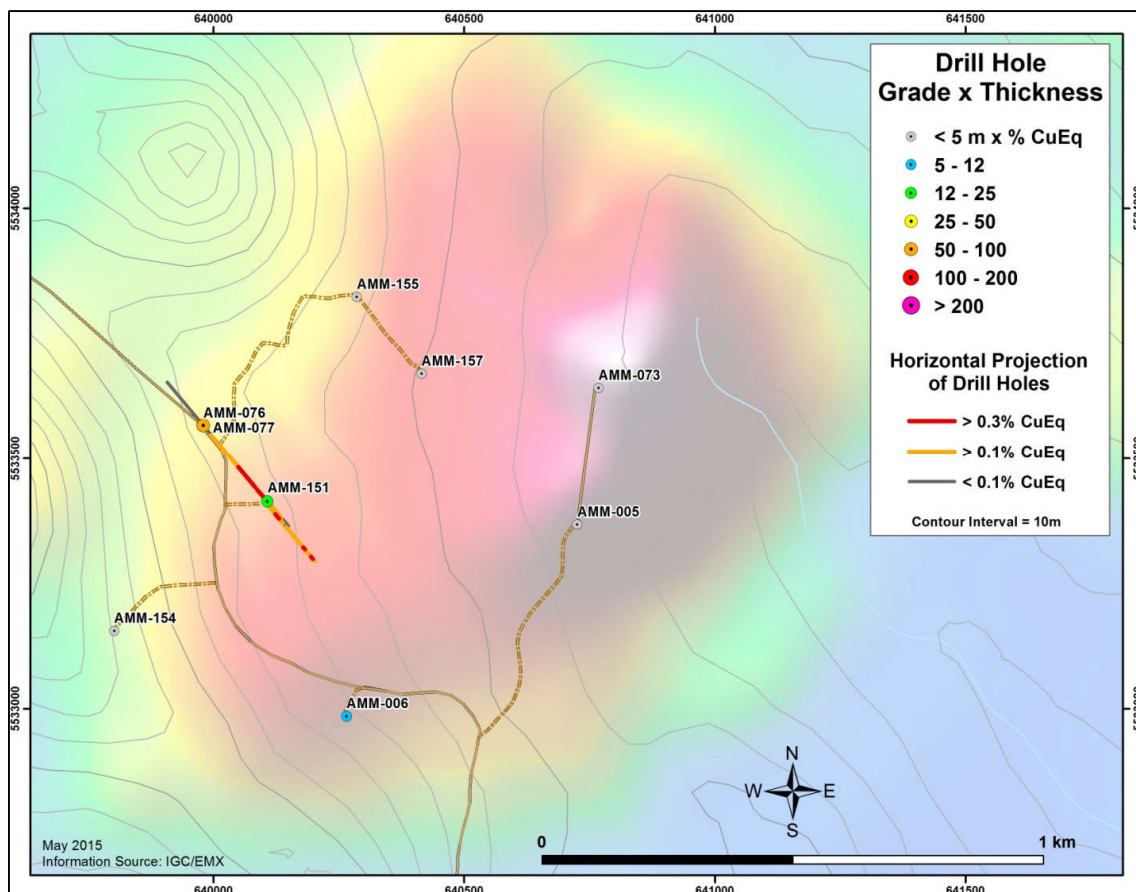 640000
640500
641000
641500
5534000
5534000
5533500
5533500
5533000
5533000
Drill Hole
Grade x Thickness
< 5 m x % CuEq
5 - 12
12 - 25
25 - 50
50 - 100
100 - 200
> 200
Horizontal Projection
of Drill Holes
> 0.3% CuEq
> 0.1% CuEq
< 0.1% CuEq
Contour Interval = 10m
AMM-155
AMM-157
AMM-073
AMM-076
AMM-077
AMM-151
AMM-005
AMM-154
AMM-006
N
W E
S
0 1 km
May 2015
Information Source: IGC/EMX
640000
640500
641000
641500